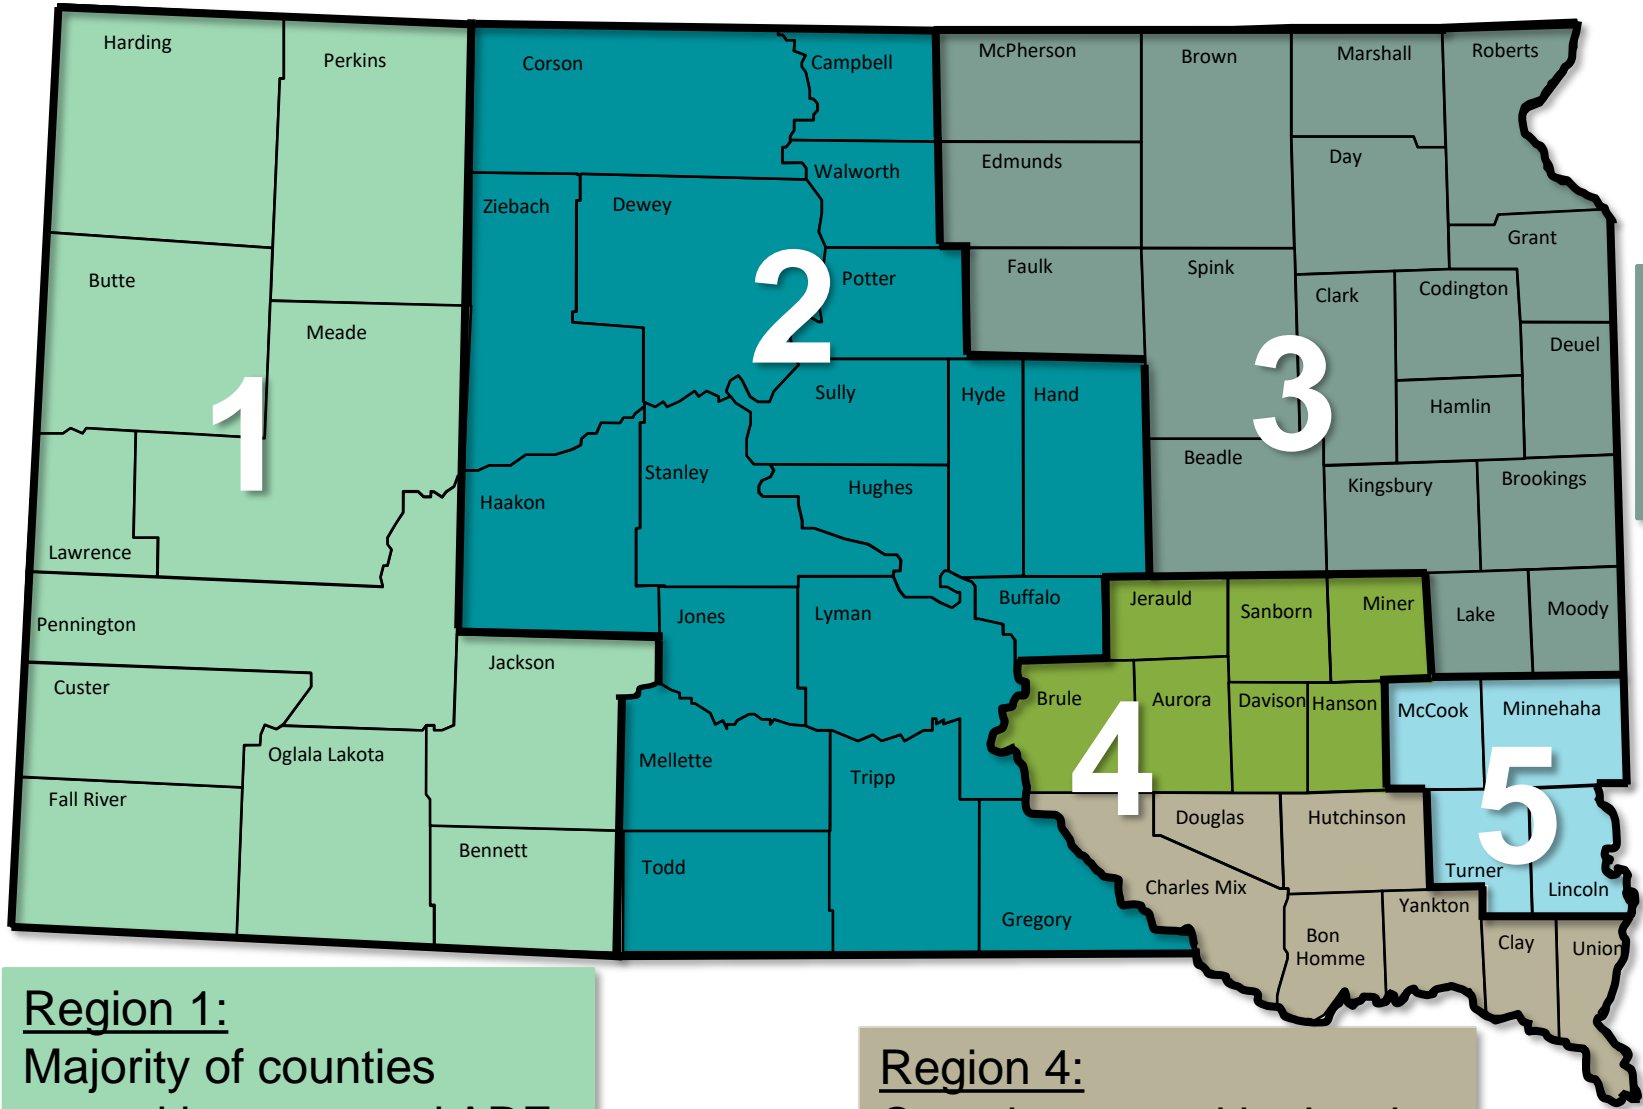 Harding
Perkins
Corson
Campbell
McPherson
Brown
Marshall
Roberts
Edmunds
Day
Walworth
Ziebach
Dewey
Grant
Butte
Faulk
Spink
Potter
Clark
Codington
2
Meade
Deuel
3
1
Sully
Hyde
Hand
Hamlin
Beadle
Stanley
Brookings
Kingsbury
Hughes
Haakon
Lawrence
Buffalo
Jerauld
Sanborn
Miner
Lake
Moody
Jones
Lyman
Pennington
Jackson
Custer
Brule
Aurora
Davison
Hanson
McCook
Minnehaha
Oglala Lakota
Mellette
4
5
Tripp
Fall River
Douglas
Hutchinson
Bennett
Todd
Turner
Charles Mix
Lincoln
Yankton
Gregory
Bon
Homme
Clay
Union
Region 1:
Majority of counties
Region 4: